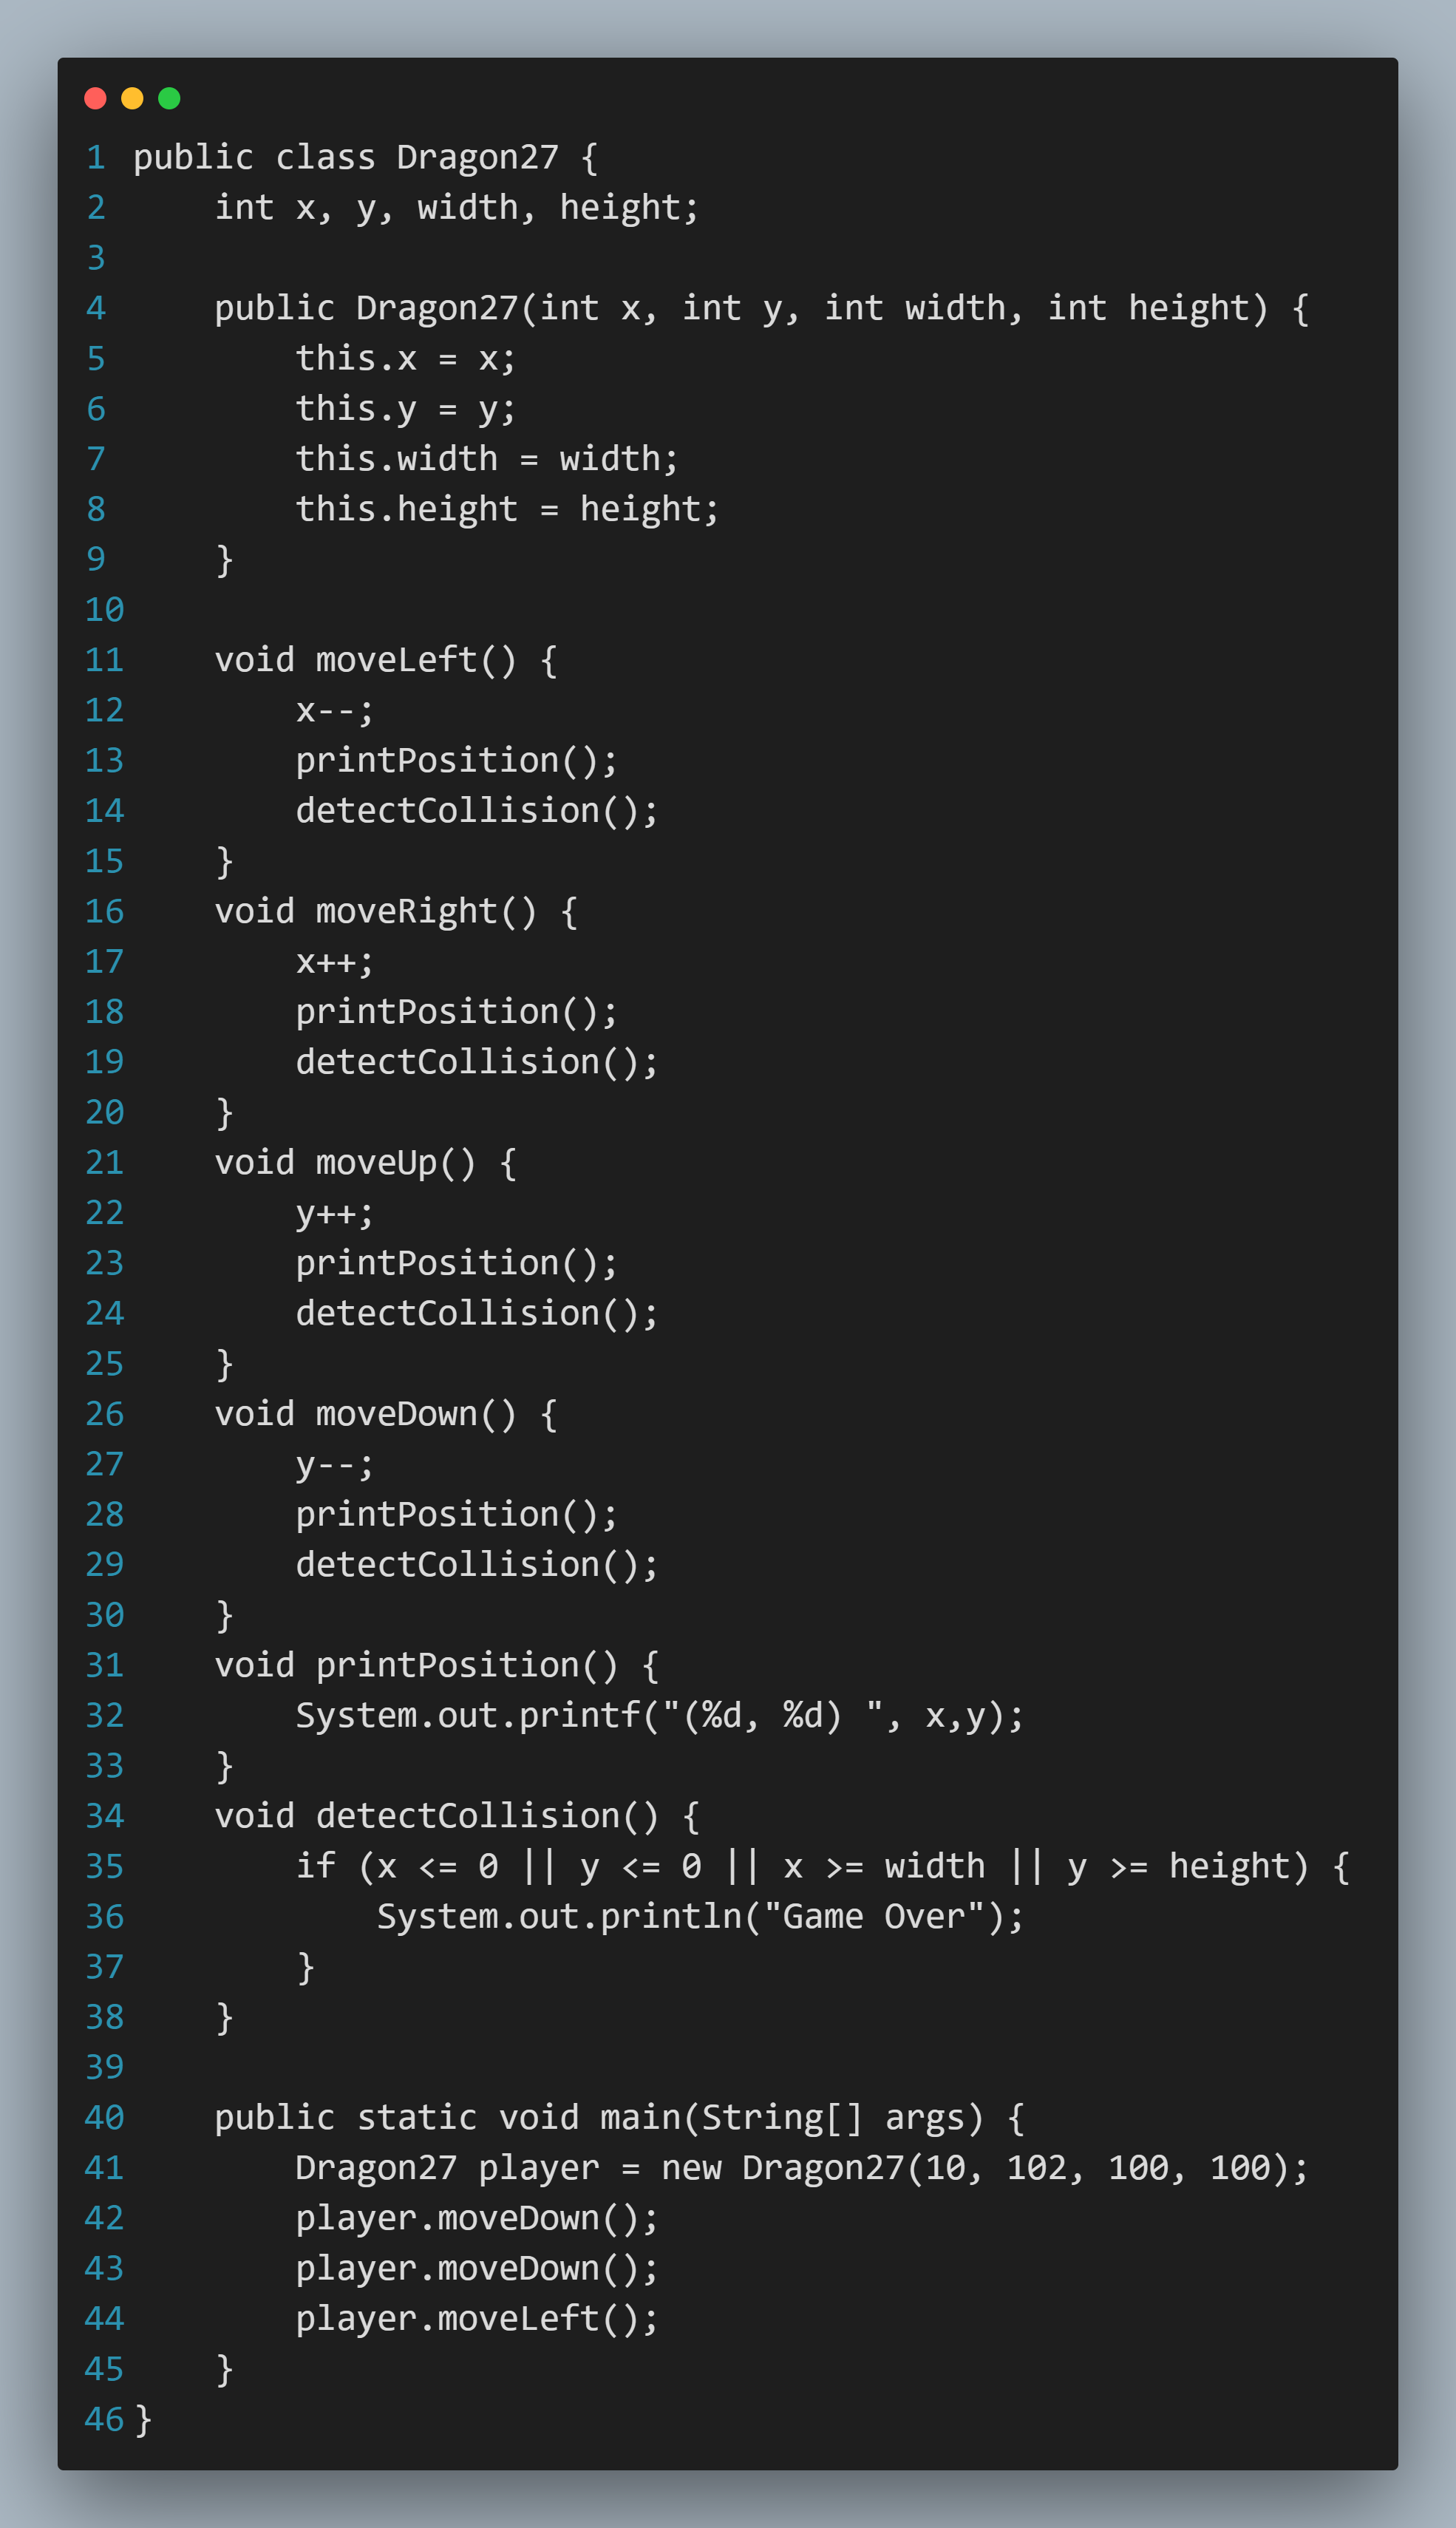 1 public class Dragon27 {
2     int x, y, width, height;
3
4     public Dragon27(int x, int y, int width, int height) {
5         this.x = x;
6         this.y = y;
7         this.width = width;
8         this.height = height;
9     }
10
11     void moveLeft() {
12         x--;
13         printPosition();
14         detectCollision();
15     }
16     void moveRight() {
17         x++;
18         printPosition();
19         detectCollision();
20     }
21     void moveUp() {
22         y++;
23         printPosition();
24         detectCollision();
25     }
26     void moveDown() {
27         y--;
28         printPosition();
29         detectCollision();
30     }
31     void printPosition() {
32         System.out.printf("(%d, %d) ", x,y);
33     }
34     void detectCollision() {
35         if (x <= 0 || y <= 0 || x >= width || y >= height) {
36             System.out.println("Game Over");
37         }
38     }
39
40     public static void main(String[] args) {
41         Dragon27 player = new Dragon27(10, 102, 100, 100);
42         player.moveDown();
43         player.moveDown();
44         player.moveLeft();
45     }
46 }